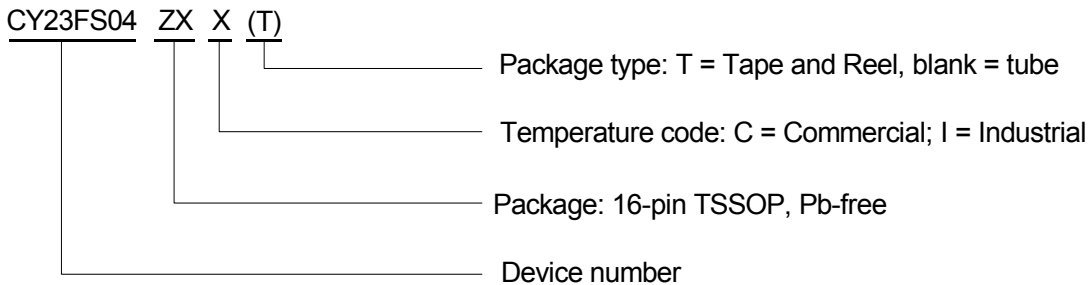 CY23FS04 ZX X (T)
Package type: T = Tape and Reel, blank = tube
Temperature code: C = Commercial; I = Industrial
Package: 16-pin TSSOP, Pb-free
Device number